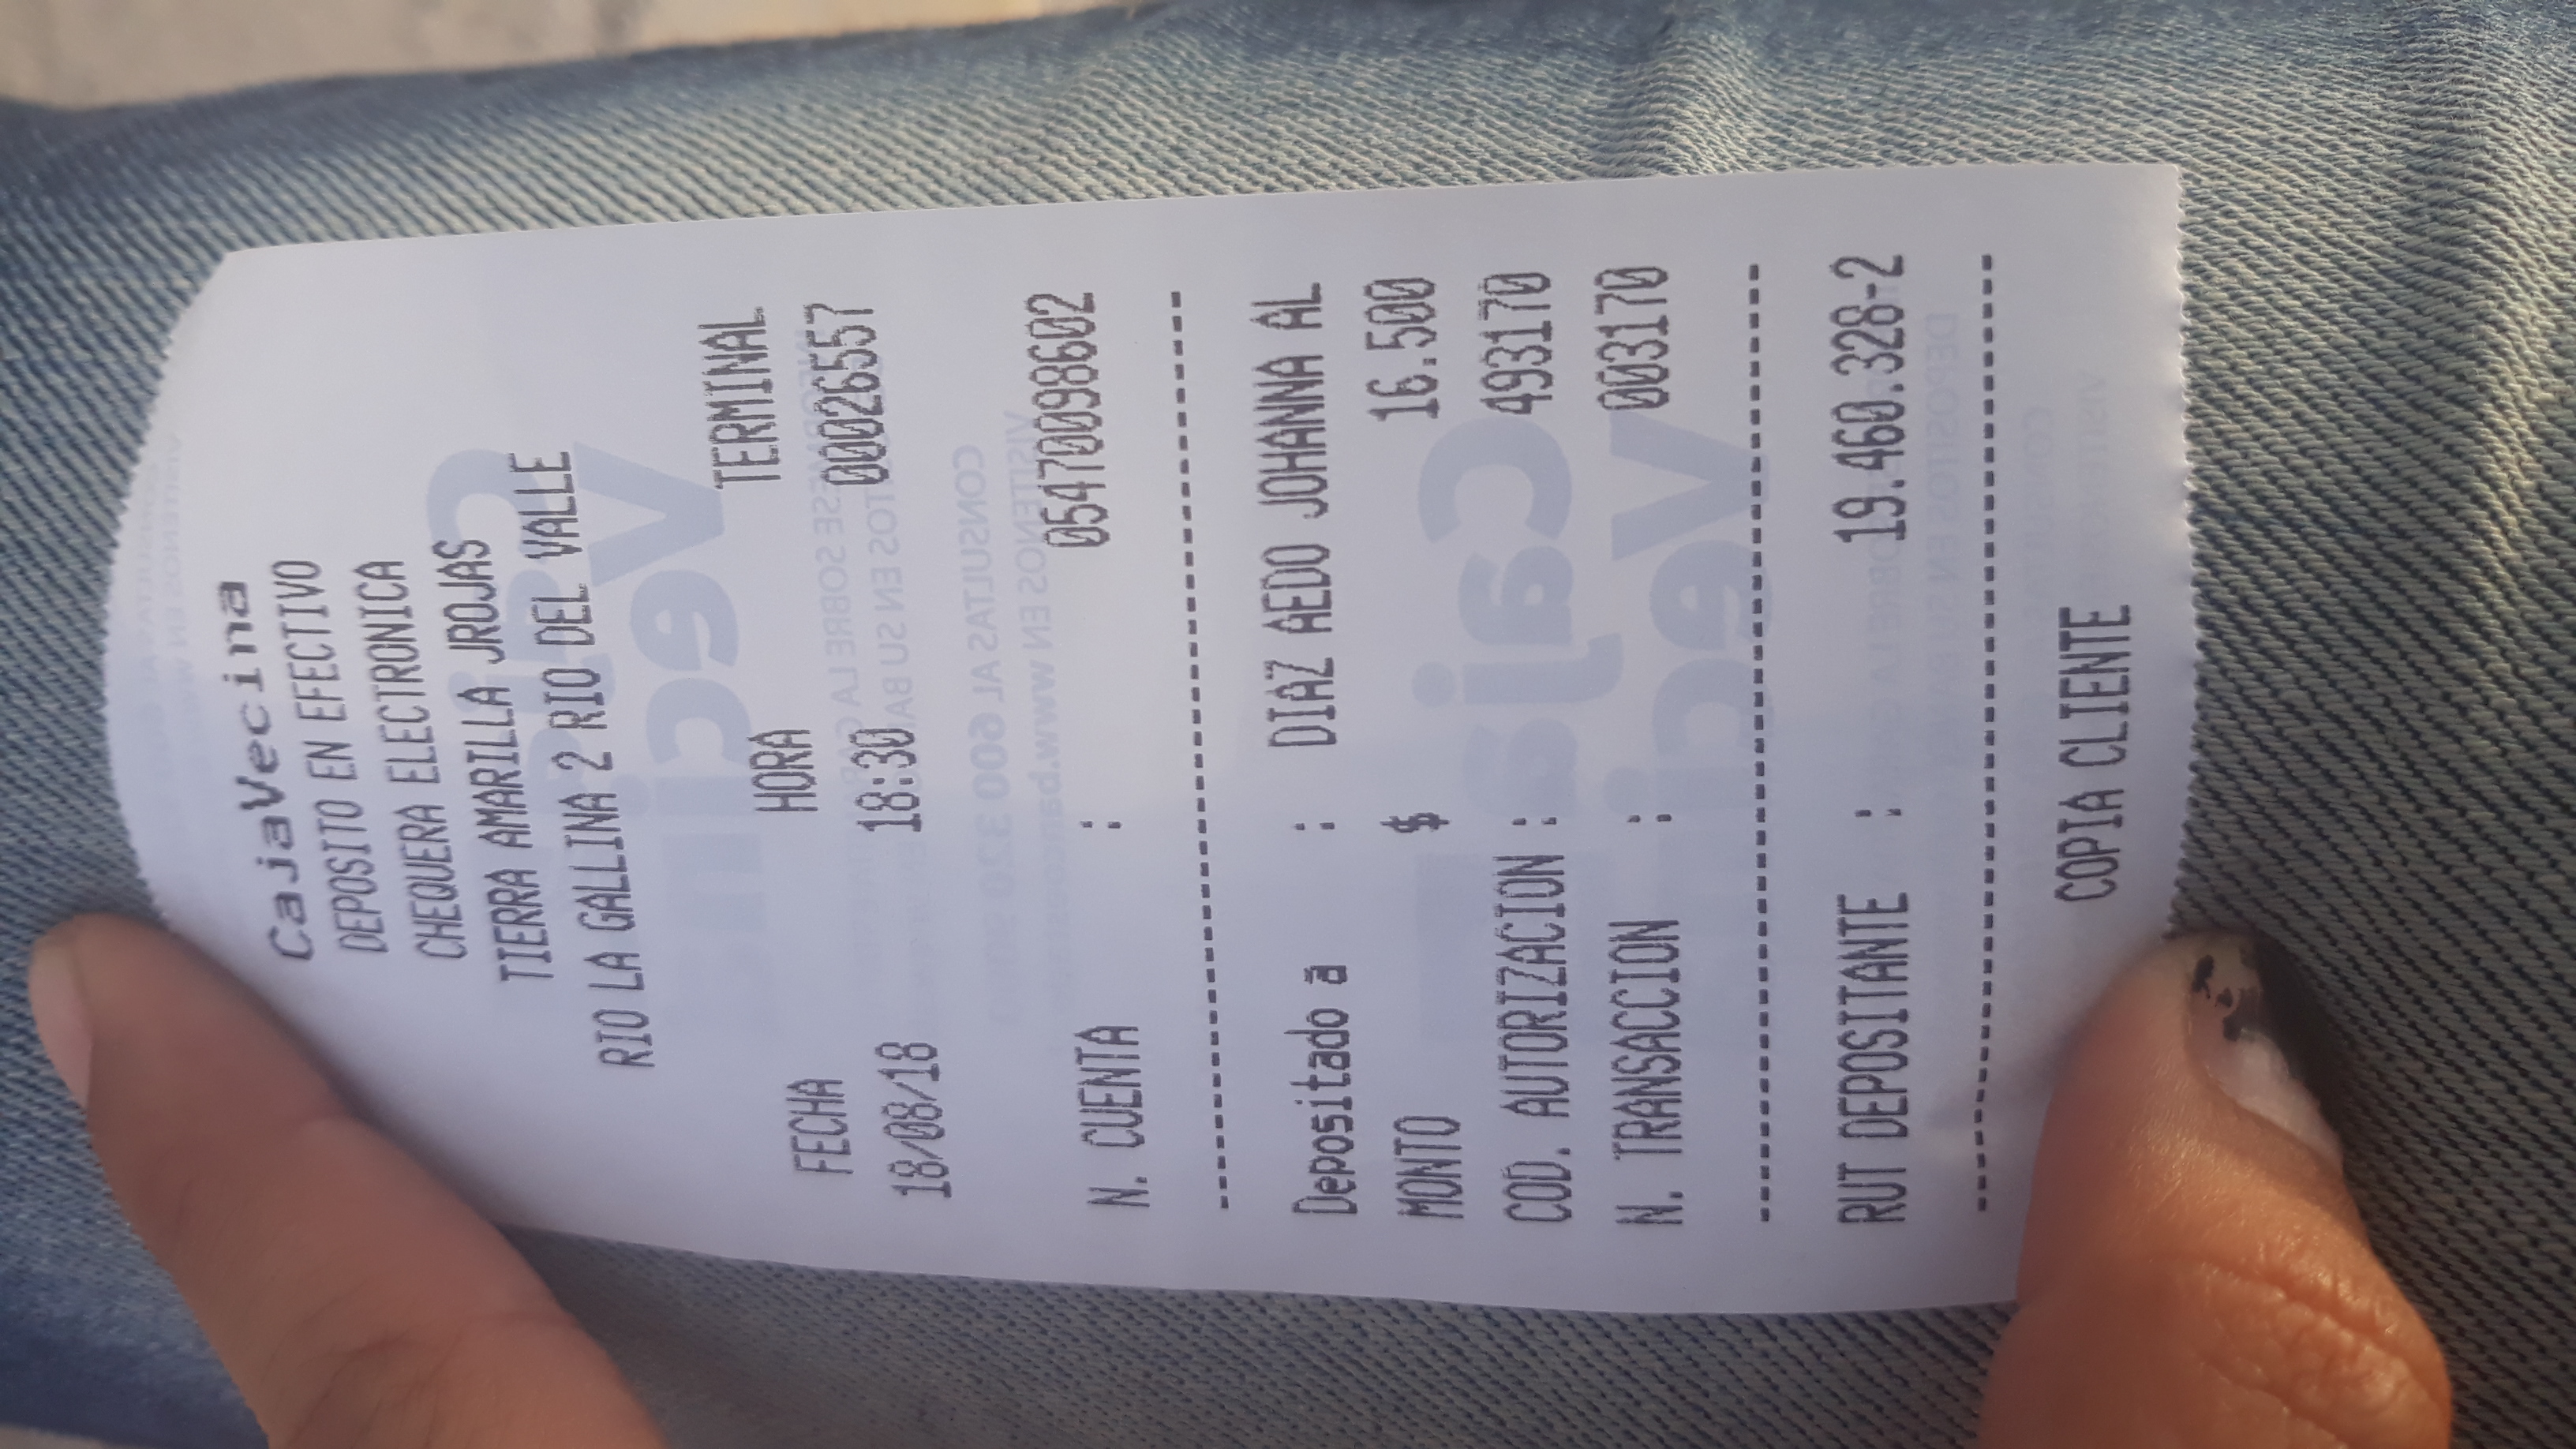 CajaVecina
DEPOSITO EN EFECTIVO
CHEQUERA ELECTRONICA
TIERRA AMARILLA JROJAS
RIO LA GALLINA 2 RIO DEL VALLE
FECHA HORA TERMINAL
18/08/18 18:30 00026557
N. CUENTA : 05470098602
Depositado a : DIAZ AEDO JOHANNA AL
MONTO $ 16.500
COD. AUTORIZACION : 493170
N. TRANSACCION : 003170
RUT DEPOSITANTE : 19.460.328-2
COPIA CLIENTE